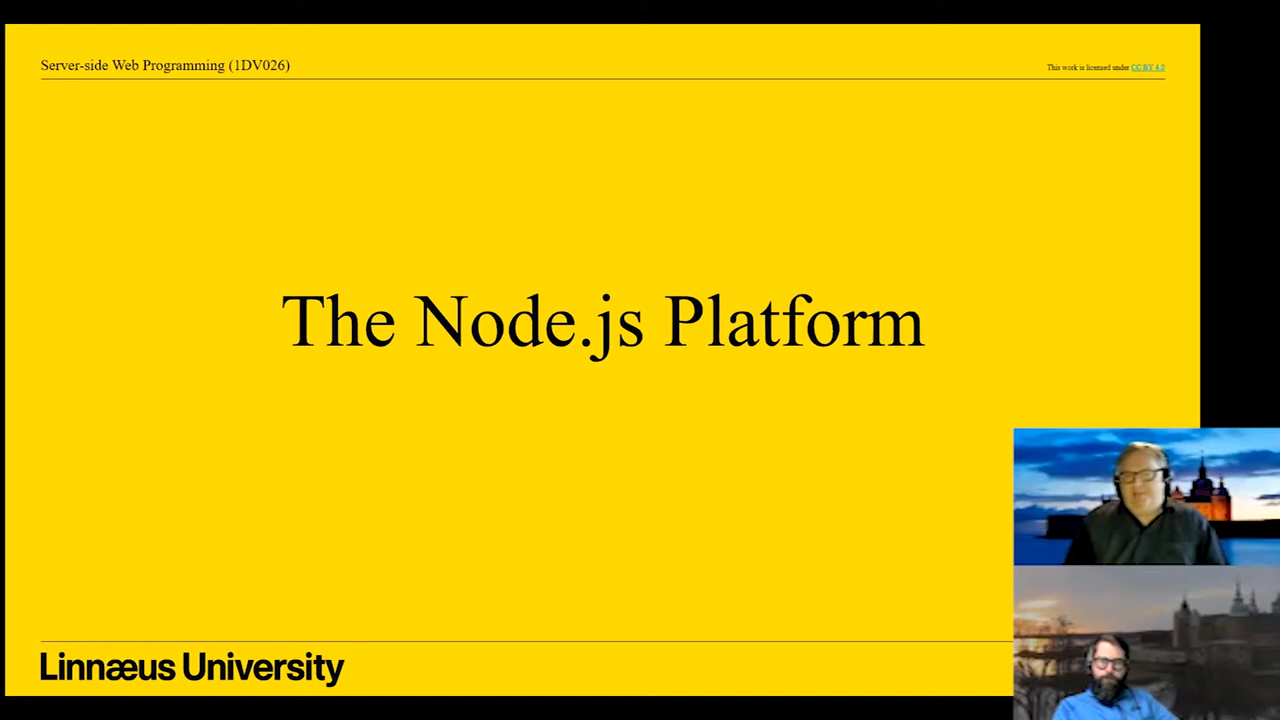 Server-side Web Programming (1DV026)
This work is licensed under CC BY 4.0
The Node.js Platform
Linnæus University